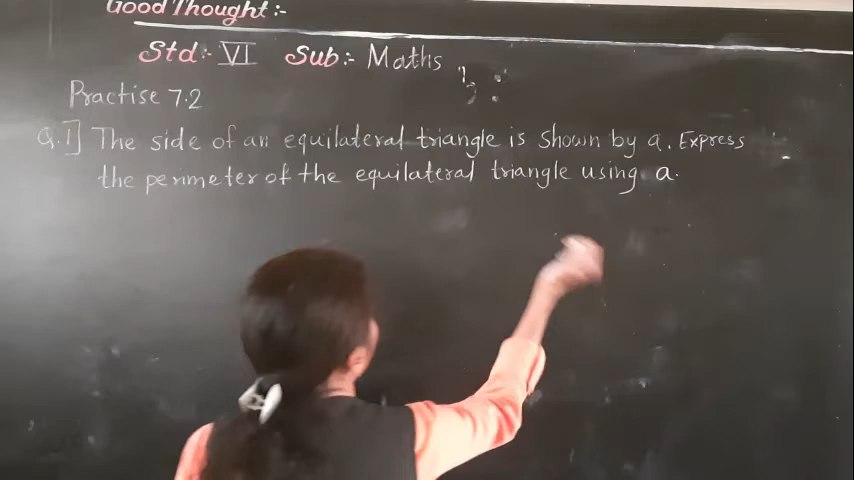 Good Thought :-
Std :- VI Sub :- Maths
Practise 7.2
Q.1] The side of an equilateral triangle is shown by a. Express
the perimeter of the equilateral triangle using a.